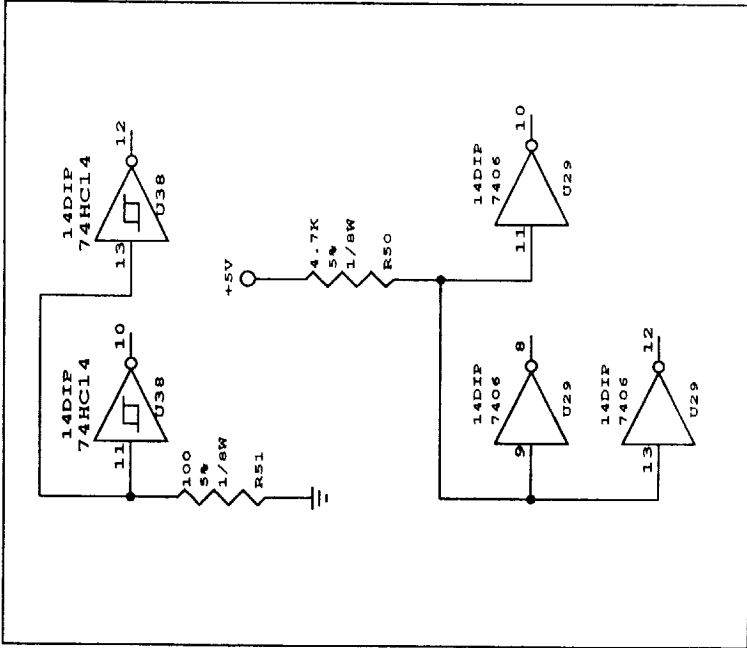 14DIP
74HC14
13
12
U38
14DIP
74HC14
11
10
U38
100
5%
1/8W
R51
+5V
4.7K
5%
1/8W
R50
14DIP
7406
11
10
U29
14DIP
7406
9
8
U29
14DIP
7406
13
12
U29